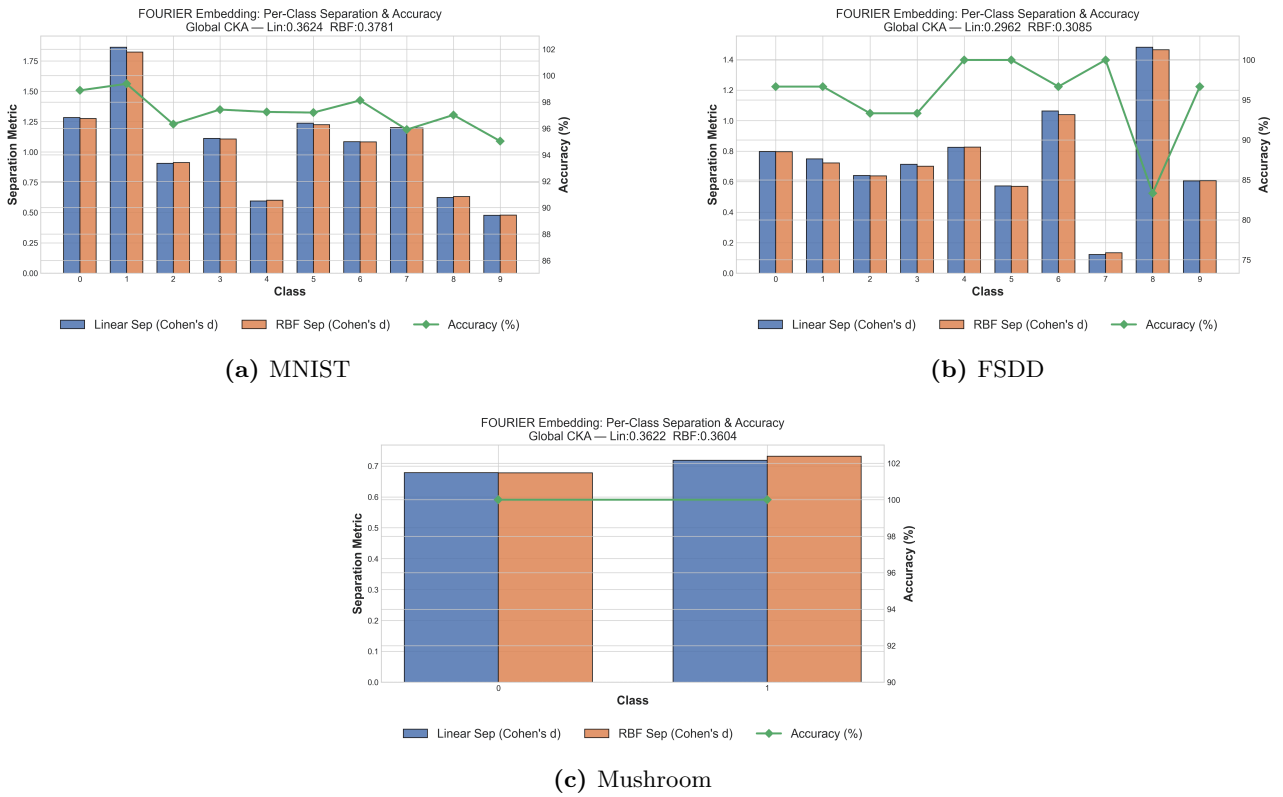 FOURIER Embedding: Per-Class Separation & Accuracy
Global CKA — Lin:0.3624 RBF:0.3781
Separation Metric
1.75
1.50
1.25
1.00
0.75
0.50
0.25
0.00
102
100
98
96
94
92
90
88
86
Accuracy (%)
0 1 2 3 4 5 6 7 8 9
Class
Linear Sep (Cohen's d) RBF Sep (Cohen's d) Accuracy (%)
(a) MNIST
FOURIER Embedding: Per-Class Separation & Accuracy
Global CKA — Lin:0.2962 RBF:0.3085
Separation Metric
1.4
1.2
1.0
0.8
0.6
0.4
0.2
0.0
100
95
90
85
80
75
Accuracy (%)
0 1 2 3 4 5 6 7 8 9
Class
Linear Sep (Cohen's d) RBF Sep (Cohen's d) Accuracy (%)
(b) FSDD
FOURIER Embedding: Per-Class Separation & Accuracy
Global CKA — Lin:0.3622 RBF:0.3604
Separation Metric
0.7
0.6
0.5
0.4
0.3
0.2
0.1
0.0
102
100
98
96
94
92
90
Accuracy (%)
0 1
Class
Linear Sep (Cohen's d) RBF Sep (Cohen's d) Accuracy (%)
(c) Mushroom